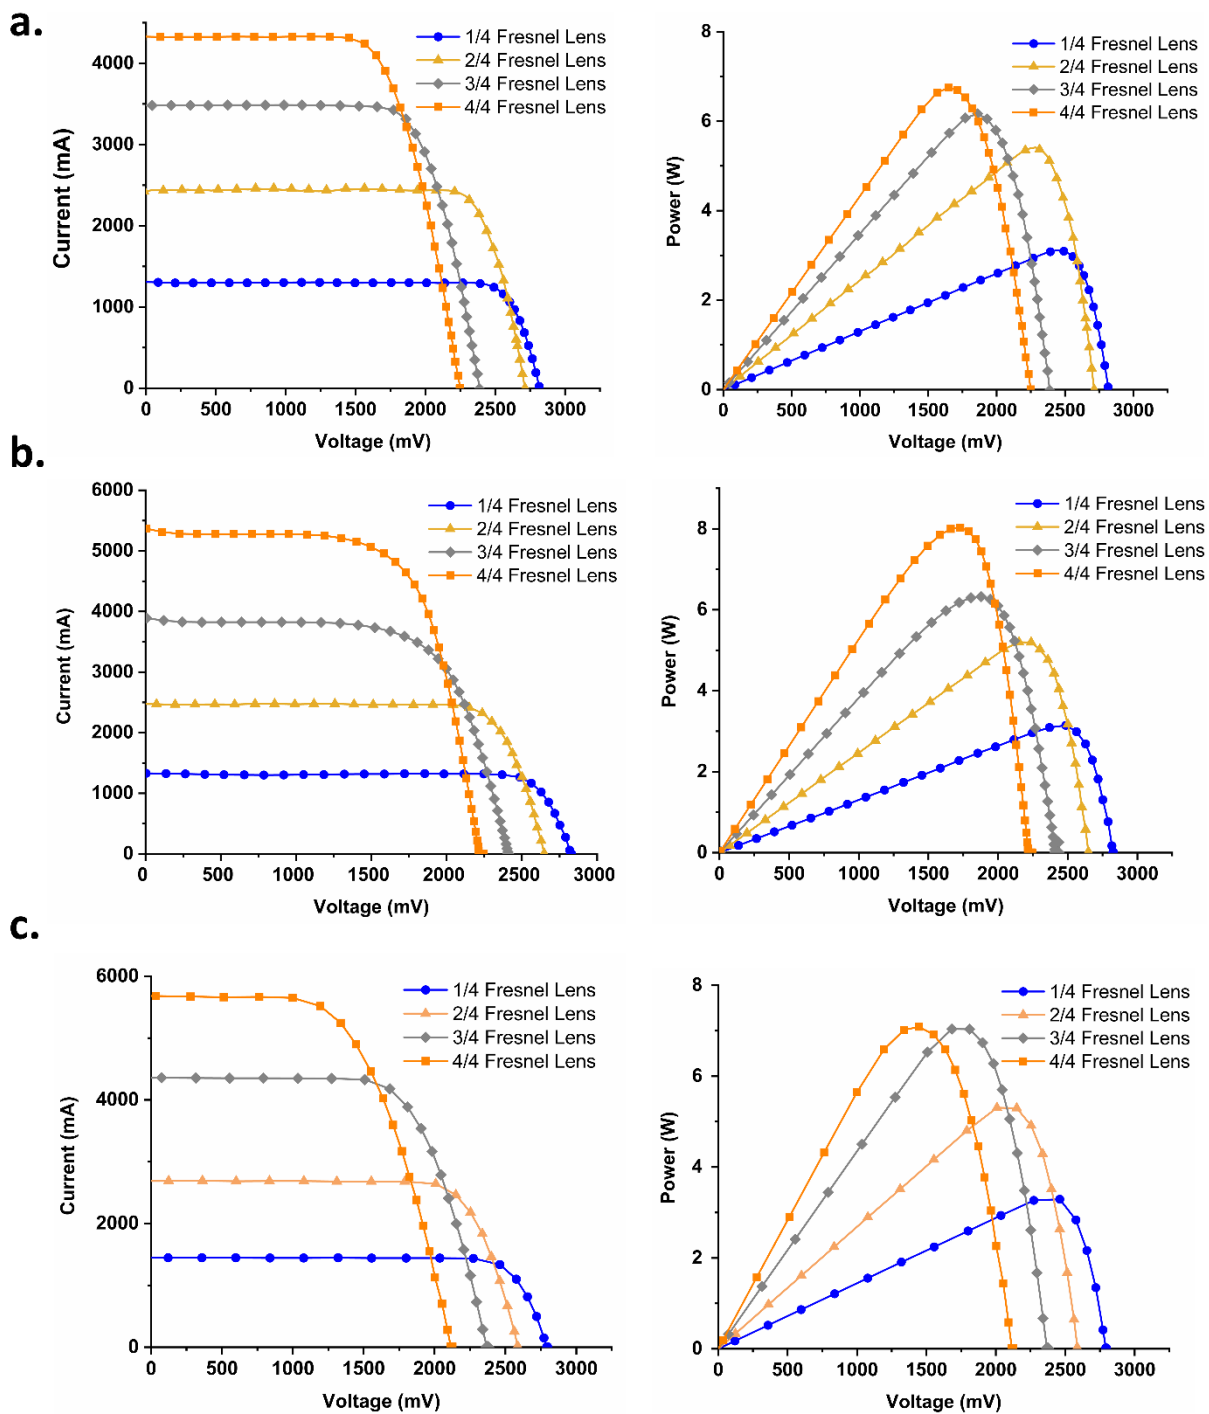 a.
Current (mA)
4000
3000
2000
1000
0
0 500 1000 1500 2000 2500 3000
Voltage (mV)
1/4 Fresnel Lens
2/4 Fresnel Lens
3/4 Fresnel Lens
4/4 Fresnel Lens
Power (W)
8
6
4
2
0
0 500 1000 1500 2000 2500 3000
Voltage (mV)
1/4 Fresnel Lens
2/4 Fresnel Lens
3/4 Fresnel Lens
4/4 Fresnel Lens
b.
Current (mA)
6000
5000
4000
3000
2000
1000
0
0 500 1000 1500 2000 2500 3000
Voltage (mV)
1/4 Fresnel Lens
2/4 Fresnel Lens
3/4 Fresnel Lens
4/4 Fresnel Lens
Power (W)
8
6
4
2
0
0 500 1000 1500 2000 2500 3000
Voltage (mV)
1/4 Fresnel Lens
2/4 Fresnel Lens
3/4 Fresnel Lens
4/4 Fresnel Lens
c.
Current (mA)
6000
4000
2000
0
0 500 1000 1500 2000 2500 3000
Voltage (mV)
1/4 Fresnel Lens
2/4 Fresnel Lens
3/4 Fresnel Lens
4/4 Fresnel Lens
Power (W)
8
6
4
2
0
0 500 1000 1500 2000 2500 3000
Voltage (mV)
1/4 Fresnel Lens
2/4 Fresnel Lens
3/4 Fresnel Lens
4/4 Fresnel Lens